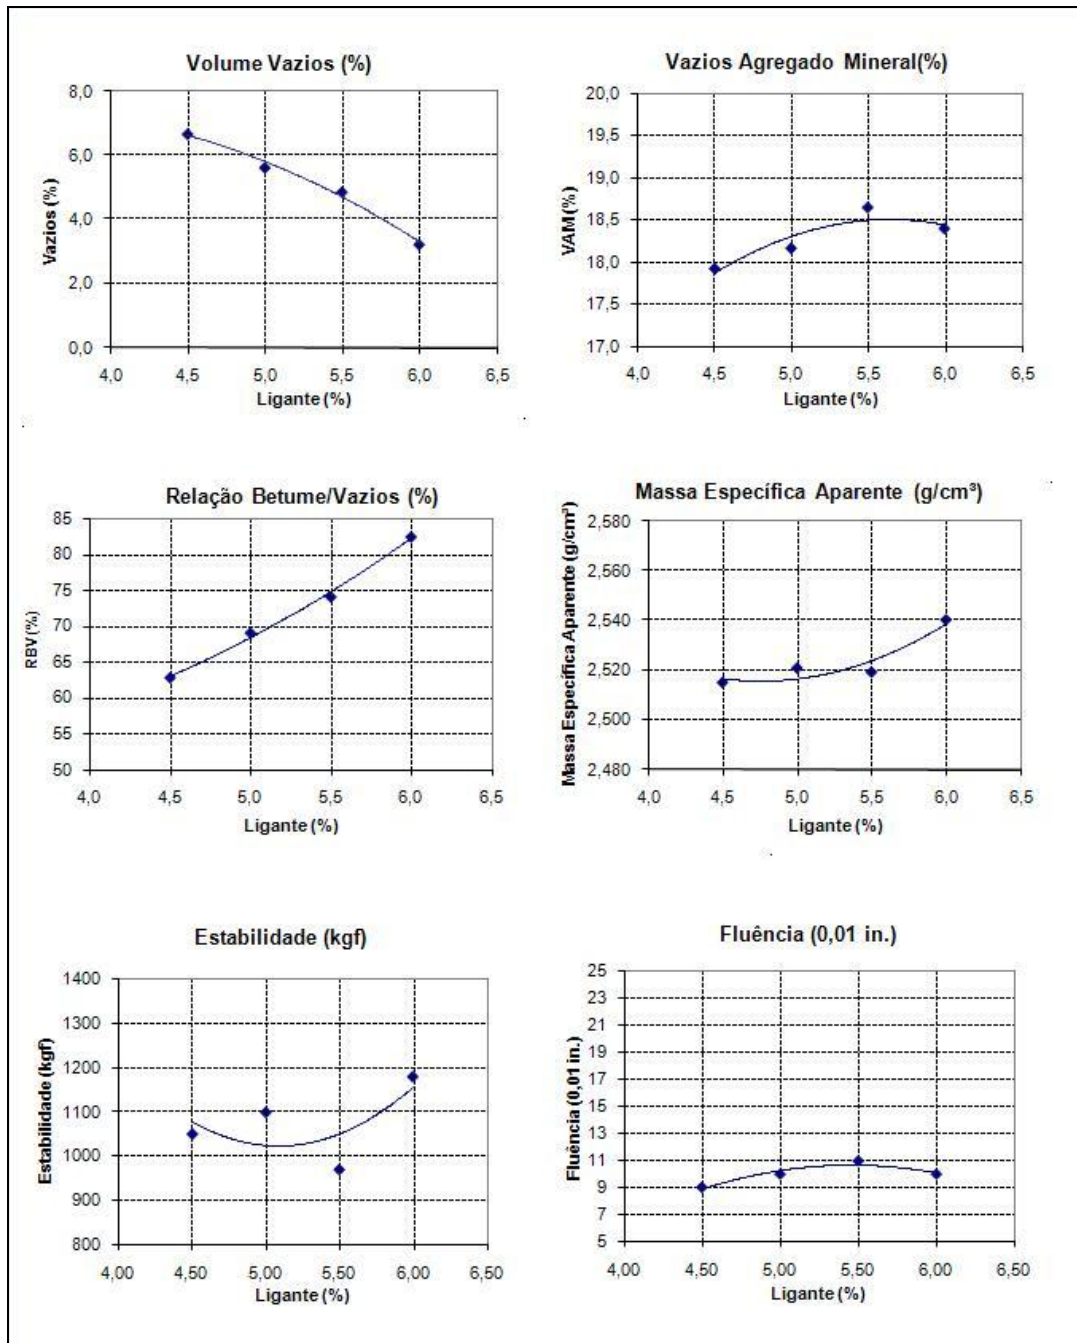 Volume Vazios (%)
8,0
6,0
4,0
2,0
0,0
Vazios (%)
4,0 4,5 5,0 5,5 6,0 6,5
Ligante (%)
Vazios Agregado Mineral(%)
20,0
19,5
19,0
18,5
18,0
17,5
17,0
VAM (%)
4,0 4,5 5,0 5,5 6,0 6,5
Ligante (%)
Relação Betume/Vazios (%)
85
80
75
70
65
60
55
50
RBV (%)
4,0 4,5 5,0 5,5 6,0 6,5
Ligante (%)
Massa Específica Aparente (g/cm³)
2,580
2,560
2,540
2,520
2,500
2,480
Massa Específica Aparente (g/cm³)
4,0 4,5 5,0 5,5 6,0 6,5
Ligante (%)
Estabilidade (kgf)
1400
1300
1200
1100
1000
900
800
Estabilidade (kgf)
4,00 4,50 5,00 5,50 6,00 6,50
Ligante (%)
Fluência (0,01 in.)
25
23
21
19
17
15
13
11
9
7
5
Fluência (0,01 in.)
4,00 4,50 5,00 5,50 6,00 6,50
Ligante (%)